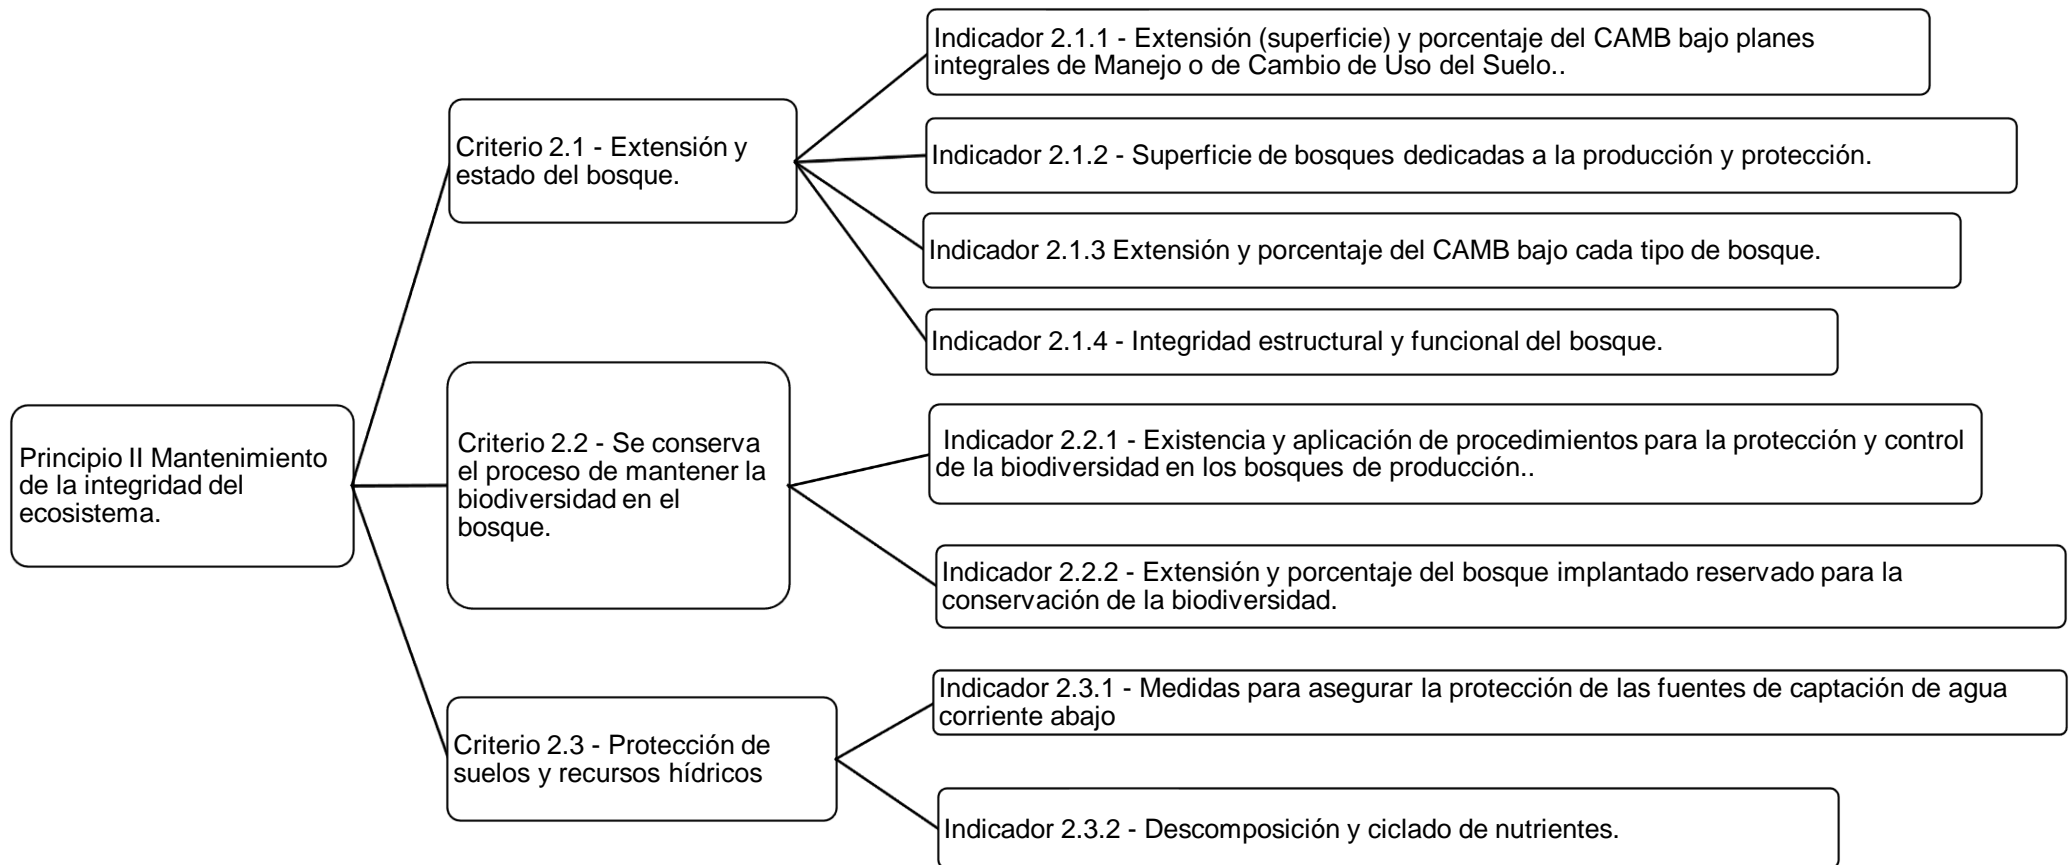 Principio II Mantenimiento
de la integridad del
ecosistema.
Criterio 2.1 - Extensión y
estado del bosque.
Indicador 2.1.1 - Extensión (superficie) y porcentaje del CAMB bajo planes
integrales de Manejo o de Cambio de Uso del Suelo..
Indicador 2.1.2 - Superficie de bosques dedicadas a la producción y protección.
Indicador 2.1.3 Extensión y porcentaje del CAMB bajo cada tipo de bosque.
Indicador 2.1.4 - Integridad estructural y funcional del bosque.
Criterio 2.2 - Se conserva
el proceso de mantener la
biodiversidad en el
bosque.
Indicador 2.2.1 - Existencia y aplicación de procedimientos para la protección y control
de la biodiversidad en los bosques de producción..
Indicador 2.2.2 - Extensión y porcentaje del bosque implantado reservado para la
conservación de la biodiversidad.
Criterio 2.3 - Protección de
suelos y recursos hídricos
Indicador 2.3.1 - Medidas para asegurar la protección de las fuentes de captación de agua
corriente abajo
Indicador 2.3.2 - Descomposición y ciclado de nutrientes.